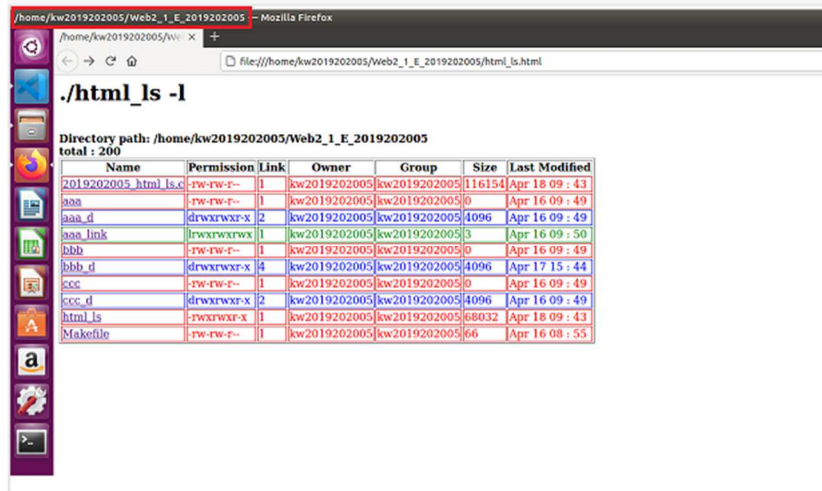 /home/kw2019202005/Web2_1_E_2019202005 — Mozilla Firefox
/home/kw2019202005/We × +
file:///home/kw2019202005/Web2_1_E_2019202005/html_ls.html
./html_ls -l
Directory path: /home/kw2019202005/Web2_1_E_2019202005
total : 200
Name Permission Link Owner Group Size Last Modified
2019202005_html_ls.c -rw-rw-r-- 1 kw2019202005 kw2019202005 116154 Apr 18 09 : 43
aaa -rw-rw-r-- 1 kw2019202005 kw2019202005 0 Apr 16 09 : 49
aaa_d drwxrwxr-x 2 kw2019202005 kw2019202005 4096 Apr 16 09 : 49
aaa_link lrwxrwxrwx 1 kw2019202005 kw2019202005 3 Apr 16 09 : 50
bbb -rw-rw-r-- 1 kw2019202005 kw2019202005 0 Apr 16 09 : 49
bbb_d drwxrwxr-x 4 kw2019202005 kw2019202005 4096 Apr 17 15 : 44
ccc -rw-rw-r-- 1 kw2019202005 kw2019202005 0 Apr 16 09 : 49
ccc_d drwxrwxr-x 2 kw2019202005 kw2019202005 4096 Apr 16 09 : 49
html_ls -rwxrwxr-x 1 kw2019202005 kw2019202005 68032 Apr 18 09 : 43
Makefile -rw-rw-r-- 1 kw2019202005 kw2019202005 66 Apr 16 08 : 55
a